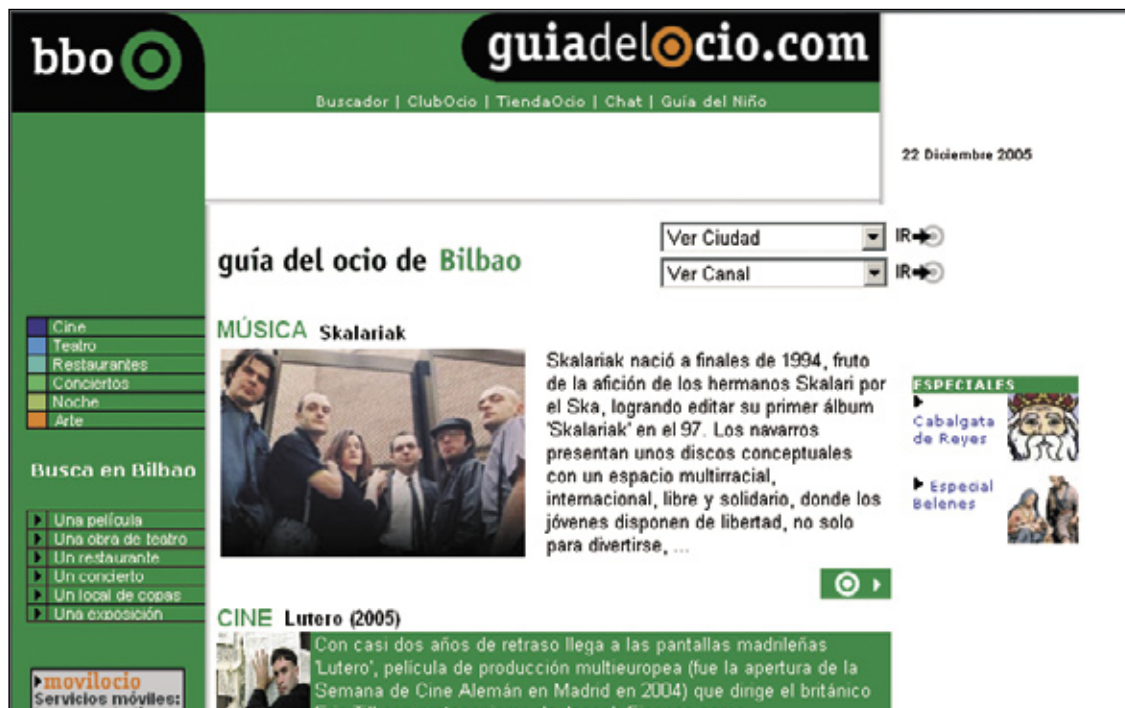 bbo
guiadelocio.com
Buscador | ClubOcio | TiendaOcio | Chat | Guía del Niño
22 Diciembre 2005
guía del ocio de Bilbao
Ver Ciudad
IR
Ver Canal
IR
Cine
Teatro
Restaurantes
Conciertos
Noche
Arte
Busca en Bilbao
Una película
Una obra de teatro
Un restaurante
Un concierto
Un local de copas
Una exposición
movilocio
Servicios móviles:
MÚSICA Skalariak
Skalariak nació a finales de 1994, fruto
de la afición de los hermanos Skalari por
el Ska, logrando editar su primer álbum
'Skalariak' en el 97. Los navarros
presentan unos discos conceptuales
con un espacio multirracial,
internacional, libre y solidario, donde los
jóvenes disponen de libertad, no solo
para divertirse, ...
CINE Lutero (2005)
Con casi dos años de retraso llega a las pantallas madrileñas
'Lutero', película de producción multieuropea (fue la apertura de la
Semana de Cine Alemán en Madrid en 2004) que dirige el británico
ESPECIALES
Cabalgata
de Reyes
Especial
Belenes